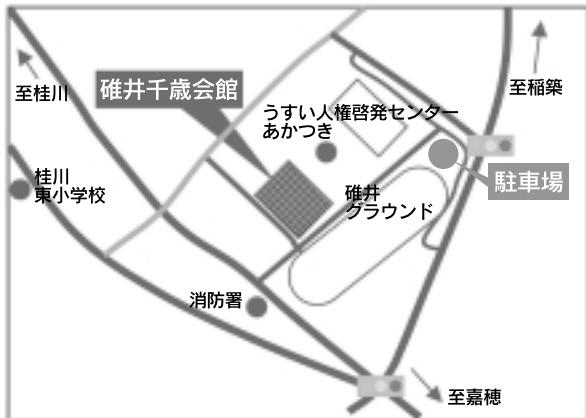 至桂川
碓井千歳会館
至稲築
うすい人権啓発センター
あかつき
桂川
東小学校
駐車場
碓井
グラウンド
消防署
至嘉穂